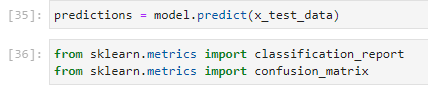 [35]: predictions = model.predict(x_test_data)
[36]: from sklearn.metrics import classification_report
from sklearn.metrics import confusion_matrix